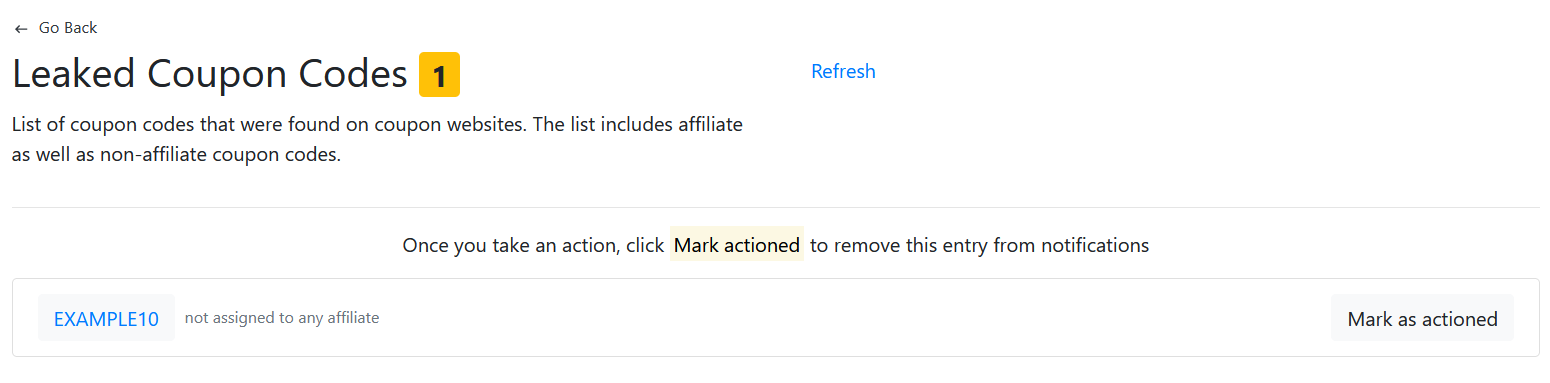 ← Go Back
Leaked Coupon Codes 1
Refresh
List of coupon codes that were found on coupon websites. The list includes affiliate
as well as non-affiliate coupon codes.
Once you take an action, click Mark actioned to remove this entry from notifications
EXAMPLE10 not assigned to any affiliate
Mark as actioned